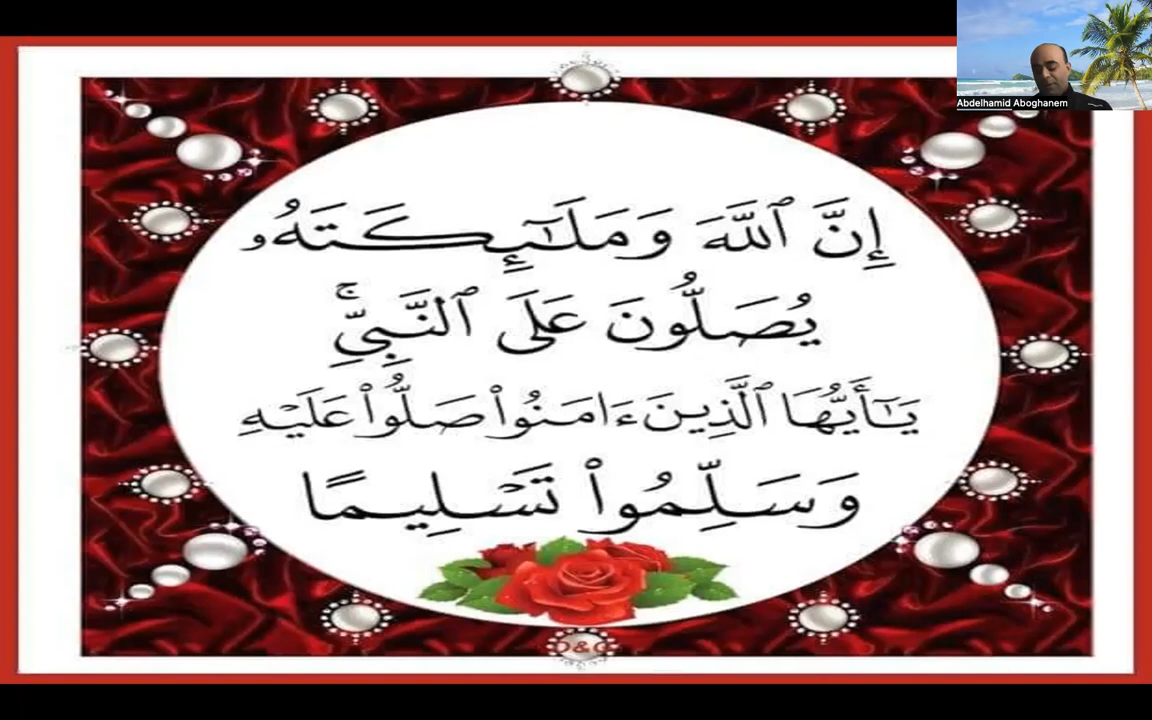 Abdelhamid Aboghanem
إِنَّ ٱللَّهَ وَمَلَـٰٓئِكَتَهُۥ
يُصَلُّونَ عَلَى ٱلنَّبِىِّ ۚ
يَـٰٓأَيُّهَا ٱلَّذِينَ ءَامَنُوا۟ صَلُّوا۟ عَلَيْهِ
وَسَلِّمُوا۟ تَسْلِيمًا
D&G